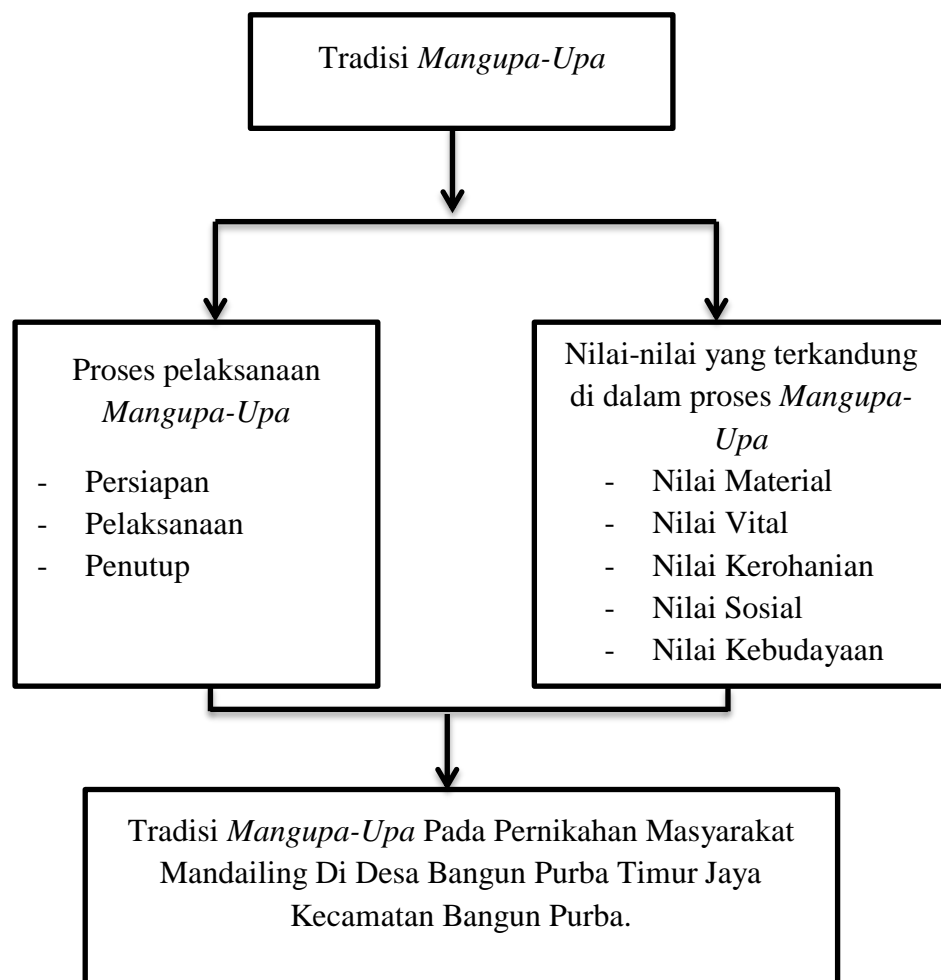 Tradisi Mangupa-Upa
Proses pelaksanaan
Mangupa-Upa
- Persiapan
- Pelaksanaan
- Penutup
Nilai-nilai yang terkandung
di dalam proses Mangupa-
Upa
- Nilai Material
- Nilai Vital
- Nilai Kerohanian
- Nilai Sosial
- Nilai Kebudayaan
Tradisi Mangupa-Upa Pada Pernikahan Masyarakat
Mandailing Di Desa Bangun Purba Timur Jaya
Kecamatan Bangun Purba.